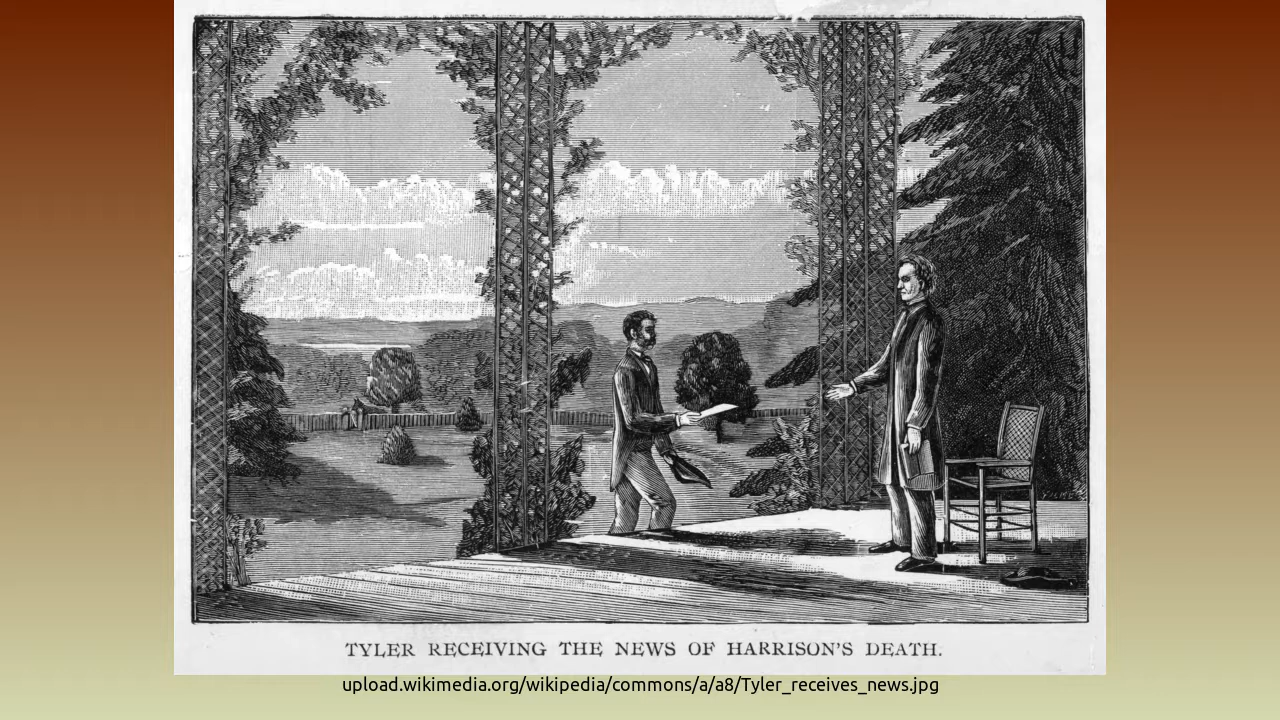 TYLER RECEIVING THE NEWS OF HARRISON'S DEATH.
upload.wikimedia.org/wikipedia/commons/a/a8/Tyler_receives_news.jpg